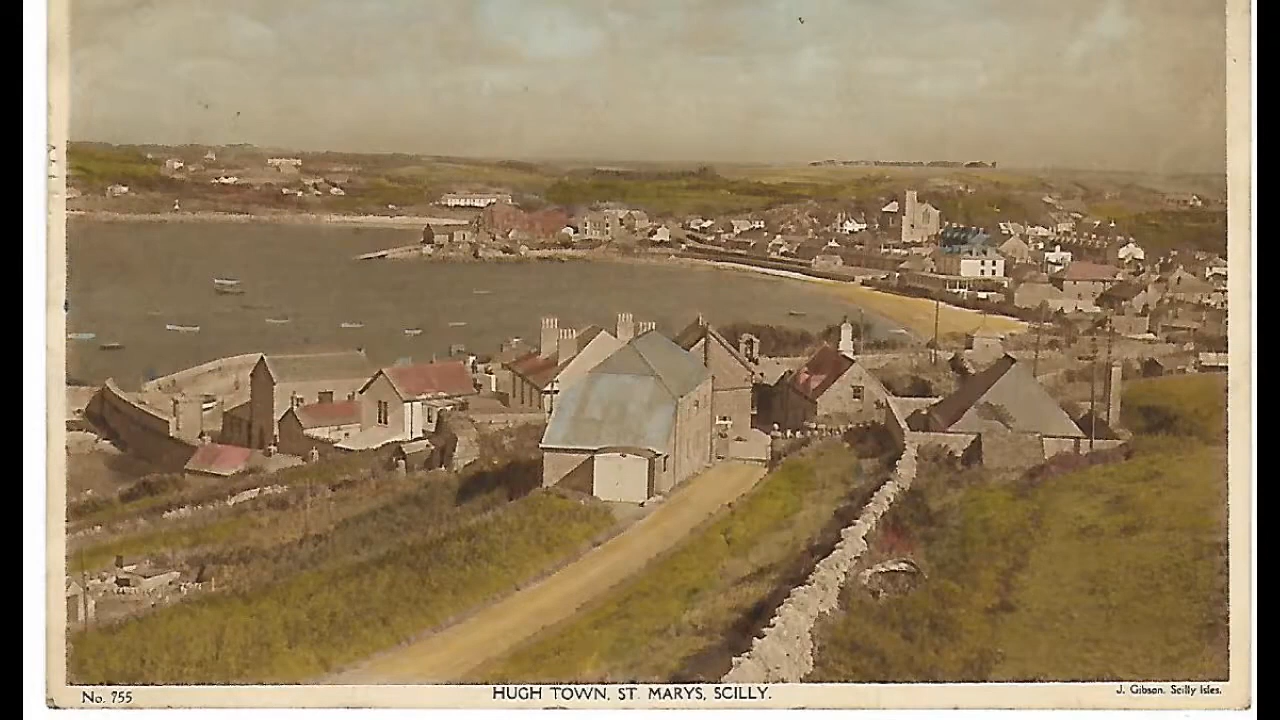 No. 755
HUGH TOWN. ST. MARYS, SCILLY.
J. Gibson. Scilly Isles.